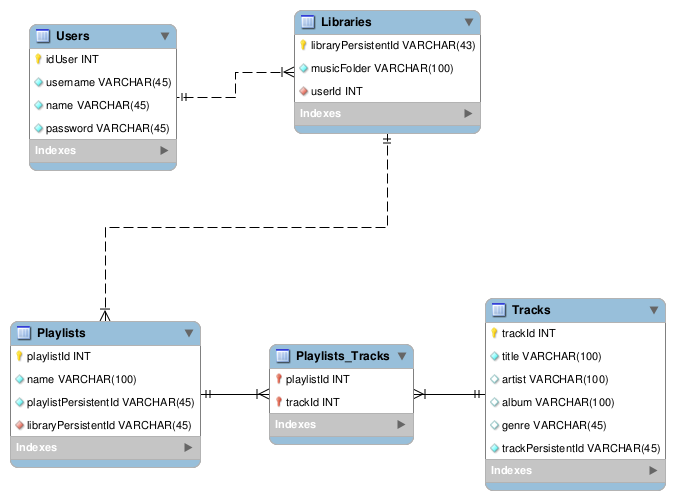 Users
idUser INT
username VARCHAR(45)
name VARCHAR(45)
password VARCHAR(45)
Indexes
Libraries
libraryPersistentId VARCHAR(43)
musicFolder VARCHAR(100)
userId INT
Indexes
Playlists
playlistId INT
name VARCHAR(100)
playlistPersistentId VARCHAR(45)
libraryPersistentId VARCHAR(45)
Indexes
Playlists_Tracks
playlistId INT
trackId INT
Indexes
Tracks
trackId INT
title VARCHAR(100)
artist VARCHAR(100)
album VARCHAR(100)
genre VARCHAR(45)
trackPersistentId VARCHAR(45)
Indexes